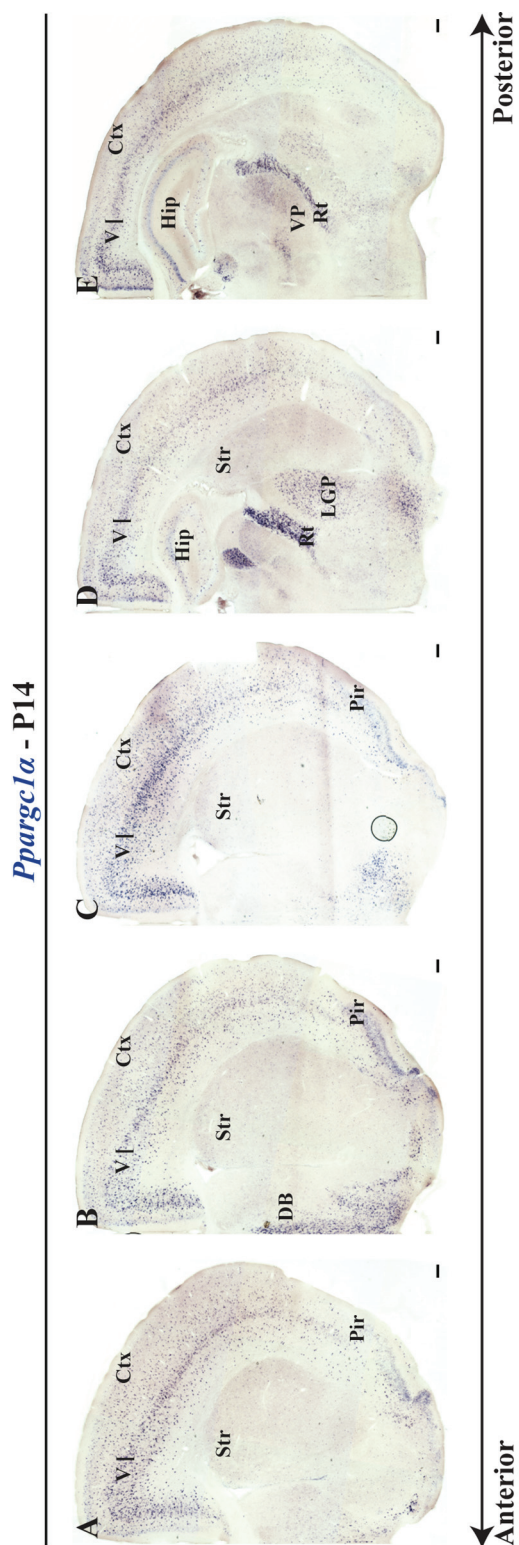 Ppargc1a - P14
A
Ctx
V
Str
Pir
B
Ctx
V
Str
DB
Pir
C
Ctx
V
Str
Pir
D
Ctx
V
Hip
Str
Rt
LGP
E
Ctx
V
Hip
VP
Rt
Anterior
Posterior